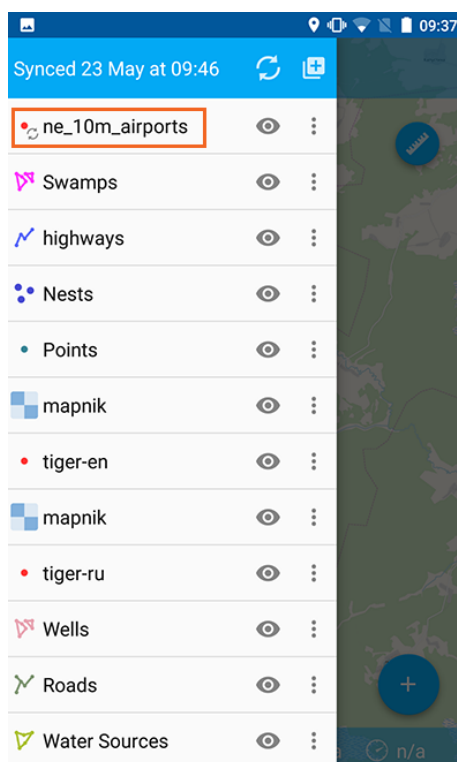 09:37
Synced 23 May at 09:46
ne_10m_airports
Swamps
highways
Nests
Points
mapnik
tiger-en
mapnik
tiger-ru
Wells
Roads
Water Sources
n/a